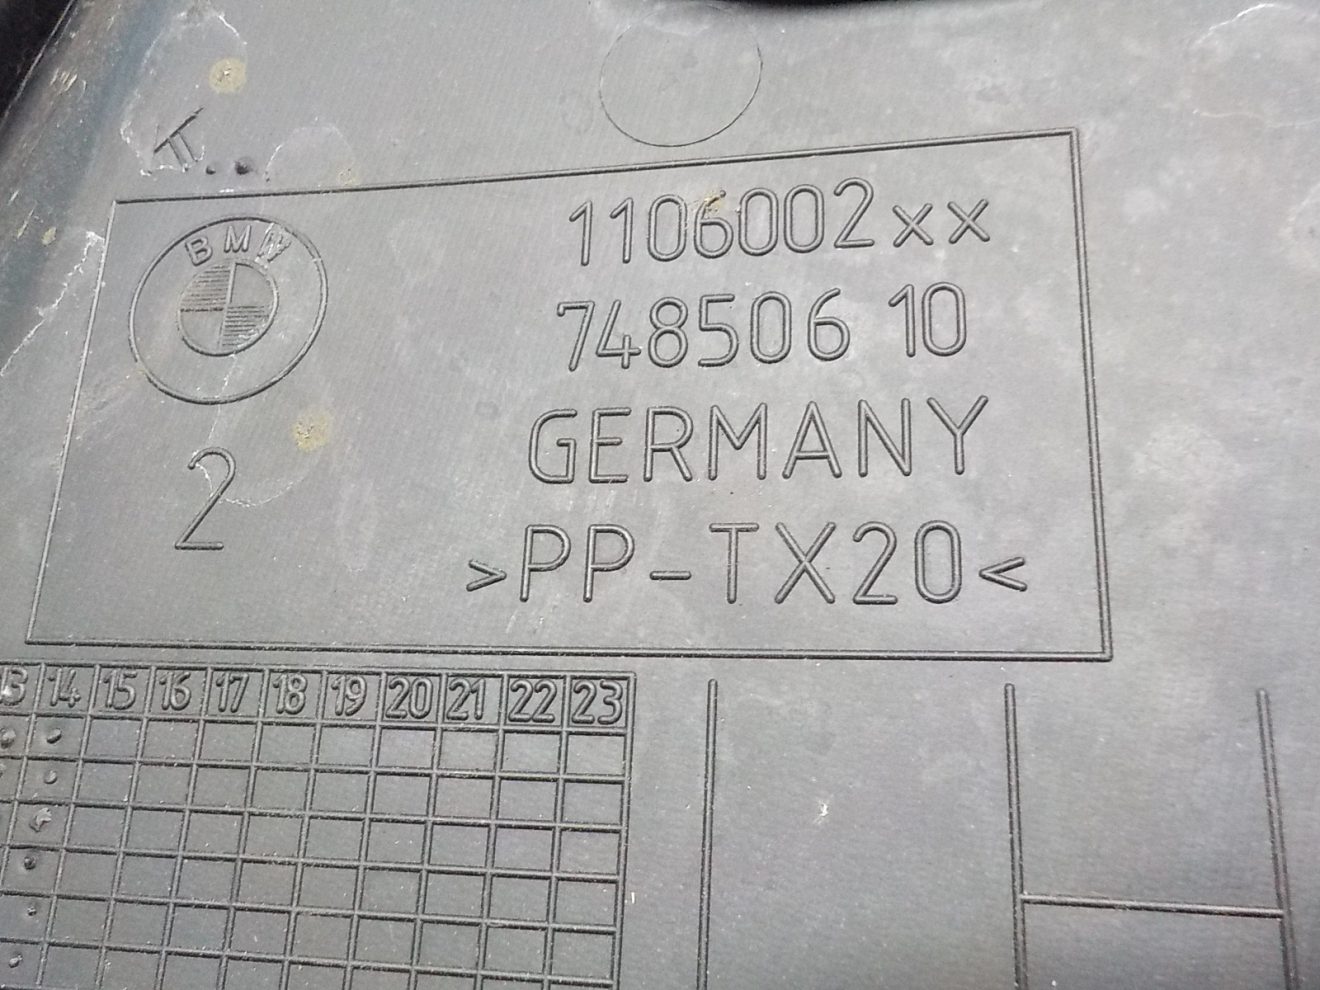 BMW
1106002xx
748506 10
GERMANY
2
>PP-TX20<
13 14 15 16 17 18 19 20 21 22 23